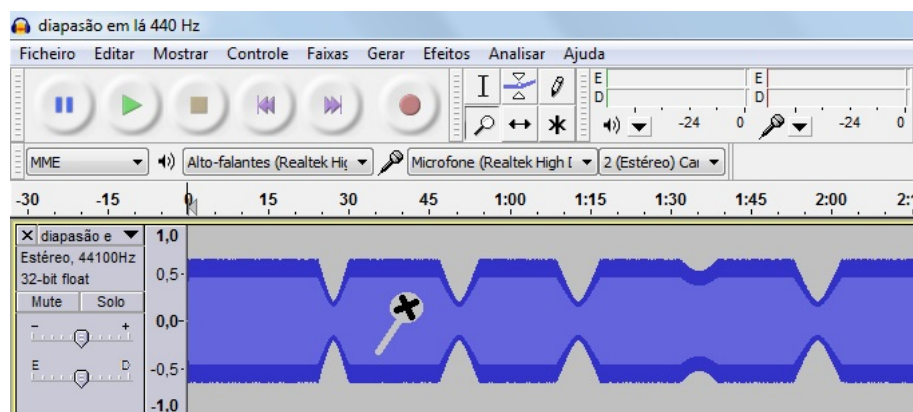 diapasão em lá 440 Hz
Ficheiro Editar Mostrar Controle Faixas Gerar Efeitos Analisar Ajuda
E
D
-24 0
E
D
-24 0
MME Alto-falantes (Realtek Hig Microfone (Realtek High 2 (Estéreo) Car
-30 -15 0 15 30 45 1:00 1:15 1:30 1:45 2:00 2:
diapasão e
Estéreo, 44100Hz
32-bit float
Mute Solo
- +
E D
1,0
0,5-
0,0-
-0,5-
-1,0